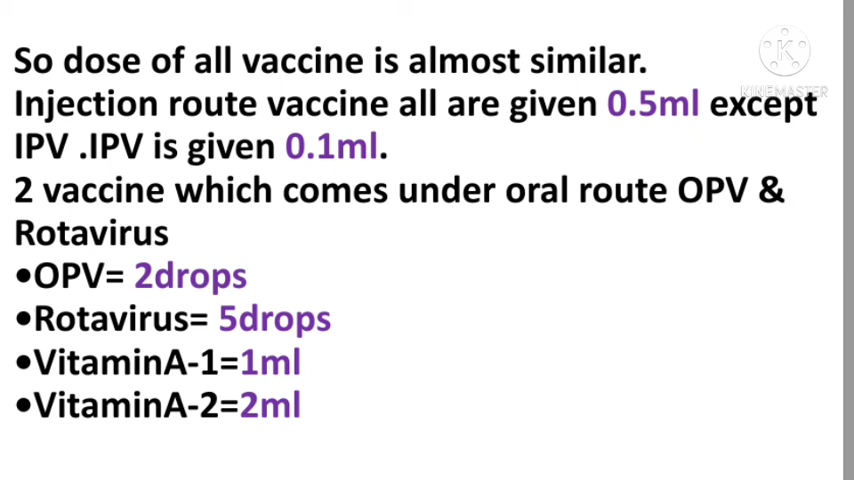 So dose of all vaccine is almost similar.
Injection route vaccine all are given 0.5ml except
IPV .IPV is given 0.1ml.
2 vaccine which comes under oral route OPV &
Rotavirus
•OPV= 2drops
•Rotavirus= 5drops
•VitaminA-1=1ml
•VitaminA-2=2ml
K
KINEMASTER